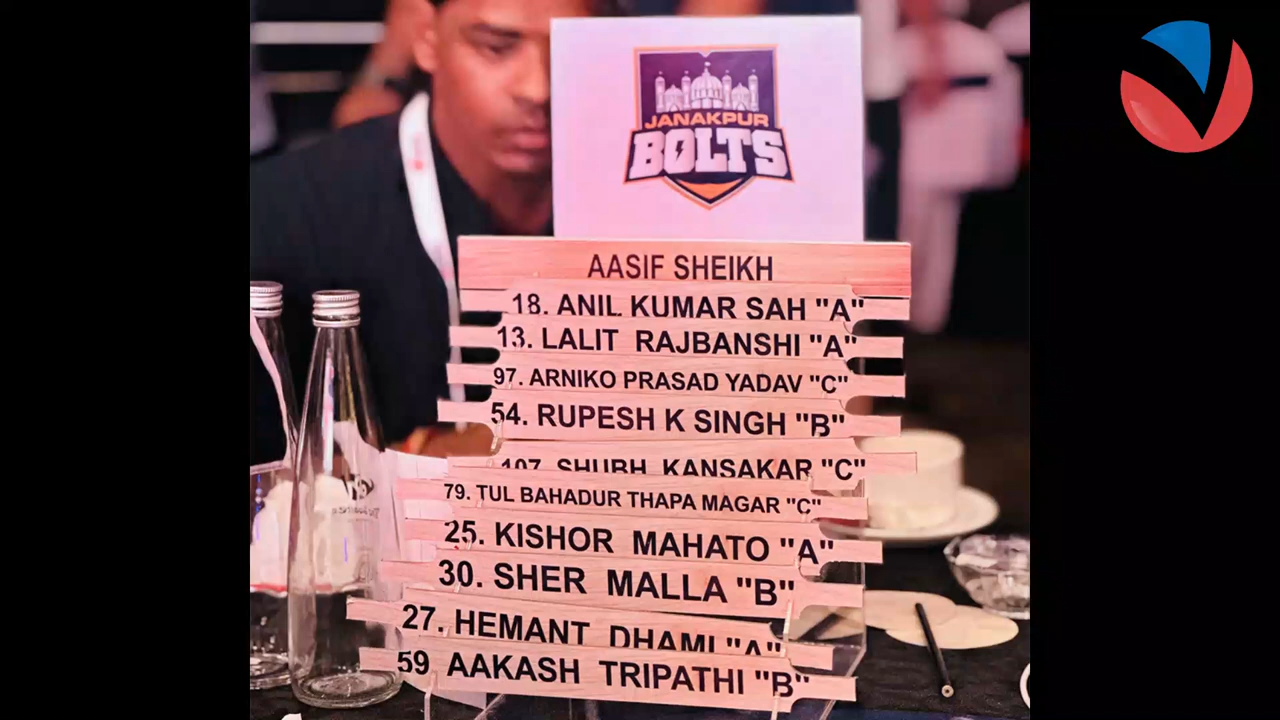 JANAKPUR
BOLTS
AASIF SHEIKH
18. ANIL KUMAR SAH "A"
13. LALIT RAJBANSHI "A"
97. ARNIKO PRASAD YADAV "C"
54. RUPESH K SINGH "B"
107. SHUBH KANSAKAR "C"
79. TUL BAHADUR THAPA MAGAR "C"
25. KISHOR MAHATO "A"
30. SHER MALLA "B"
27. HEMANT DHAMI "A"
59 AAKASH TRIPATHI "B"